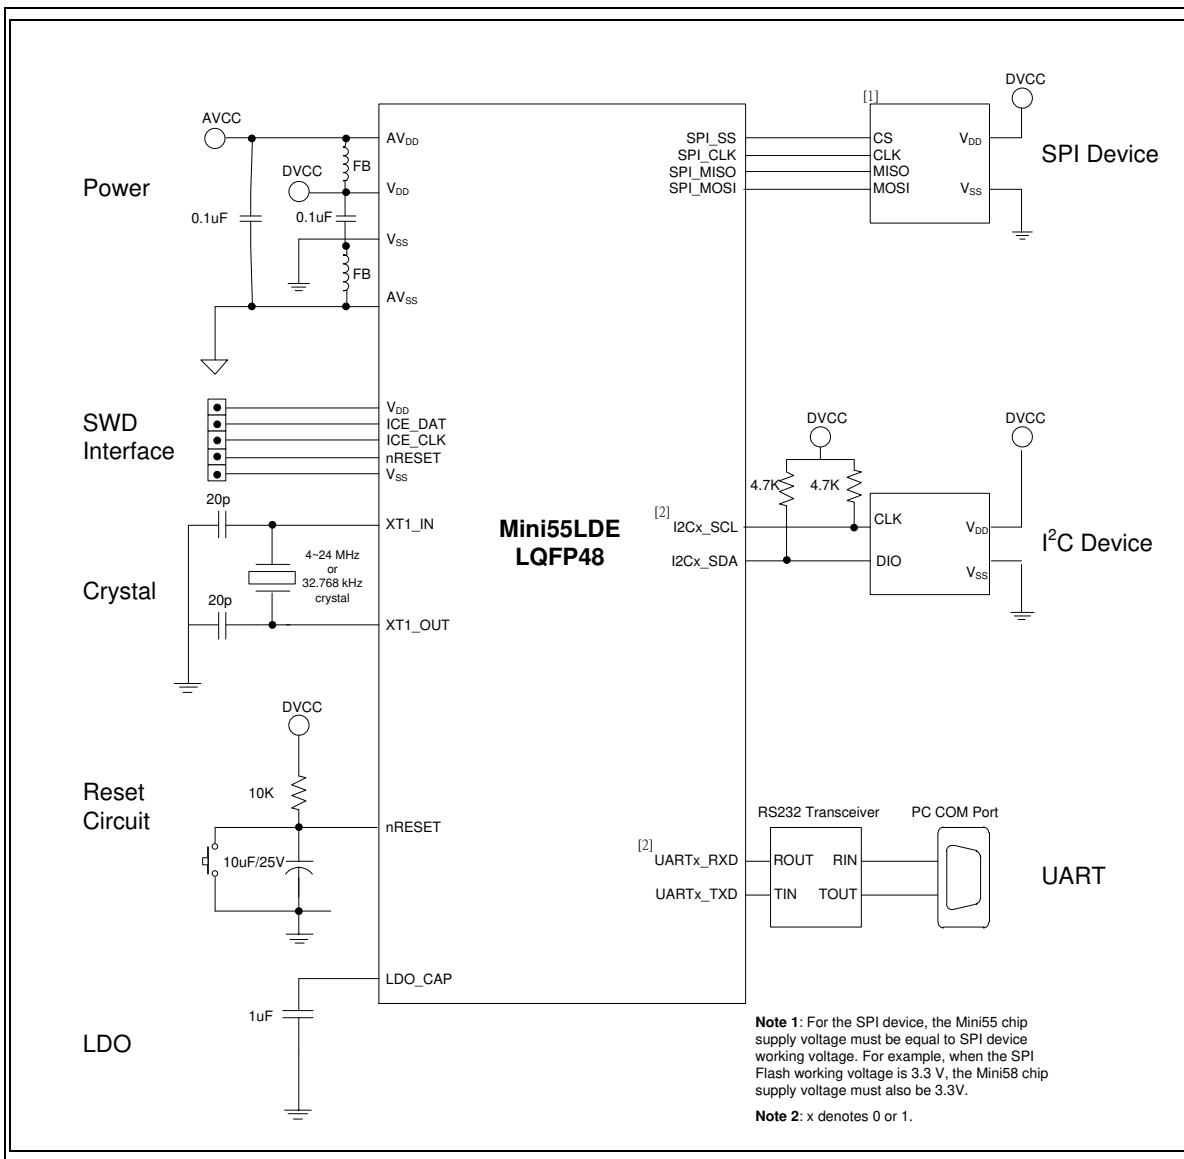 Power
AVCC
DVCC
0.1uF
0.1uF
FB
FB
AVDD
VDD
VSS
AVSS
SWD
Interface
VDD
ICE_DAT
ICE_CLK
nRESET
VSS
Crystal
20p
20p
4~24 MHz
or
32.768 kHz
crystal
XT1_IN
XT1_OUT
Reset
Circuit
DVCC
10K
10uF/25V
nRESET
LDO
1uF
LDO_CAP
Mini55LDE
LQFP48
SPI_SS
SPI_CLK
SPI_MISO
SPI_MOSI
[1]
CS
CLK
MISO
MOSI
VDD
VSS
DVCC
SPI Device
DVCC
4.7K
4.7K
[2]
I2Cx_SCL
I2Cx_SDA
CLK
DIO
VDD
VSS
DVCC
I²C Device
[2]
UARTx_RXD
UARTx_TXD
RS232 Transceiver
ROUT
RIN
TIN
TOUT
PC COM Port
UART
Note 1: For the SPI device, the Mini55 chip
supply voltage must be equal to SPI device
working voltage. For example, when the SPI
Flash working voltage is 3.3 V, the Mini58 chip
supply voltage must also be 3.3V.
Note 2: x denotes 0 or 1.